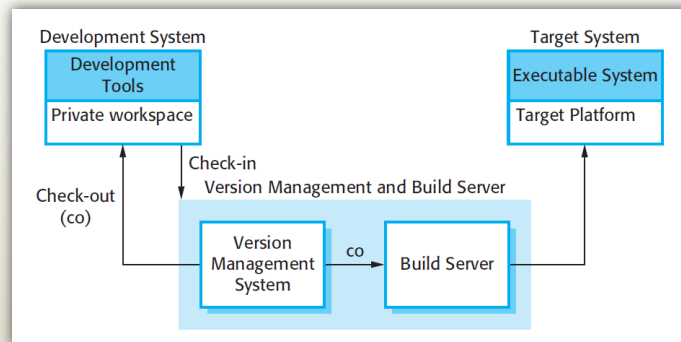 Development System
Development
Tools
Private workspace
Target System
Executable System
Target Platform
Check-in
Check-out
(co)
Version Management and Build Server
Version
Management
System
co
Build Server